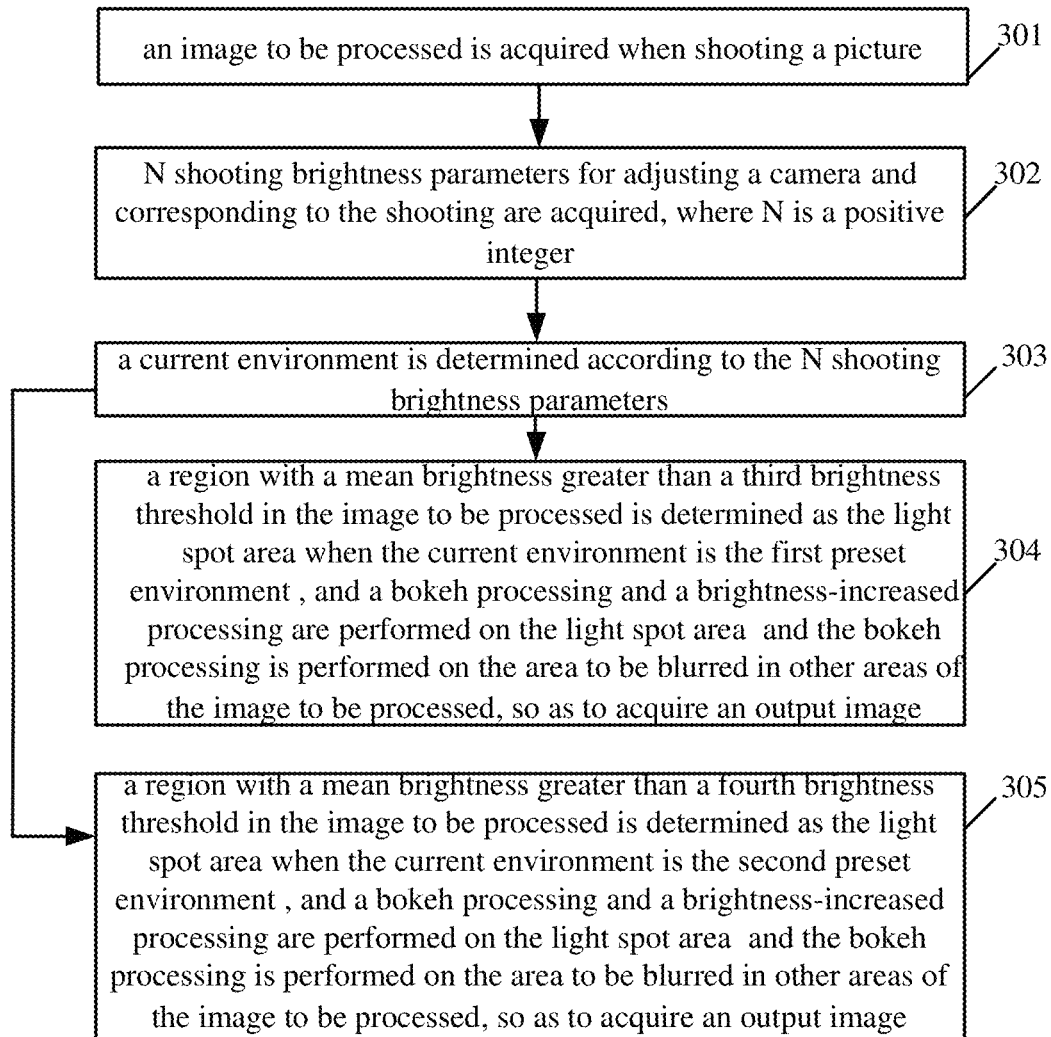 an image to be processed is acquired when shooting a picture
301
N shooting brightness parameters for adjusting a camera and
corresponding to the shooting are acquired, where N is a positive
integer
302
a current environment is determined according to the N shooting
brightness parameters
303
a region with a mean brightness greater than a third brightness
threshold in the image to be processed is determined as the light
spot area when the current environment is the first preset
environment , and a bokeh processing and a brightness-increased
processing are performed on the light spot area and the bokeh
processing is performed on the area to be blurred in other areas of
the image to be processed, so as to acquire an output image
304
a region with a mean brightness greater than a fourth brightness
threshold in the image to be processed is determined as the light
spot area when the current environment is the second preset
environment , and a bokeh processing and a brightness-increased
processing are performed on the light spot area and the bokeh
processing is performed on the area to be blurred in other areas of
the image to be processed, so as to acquire an output image
305